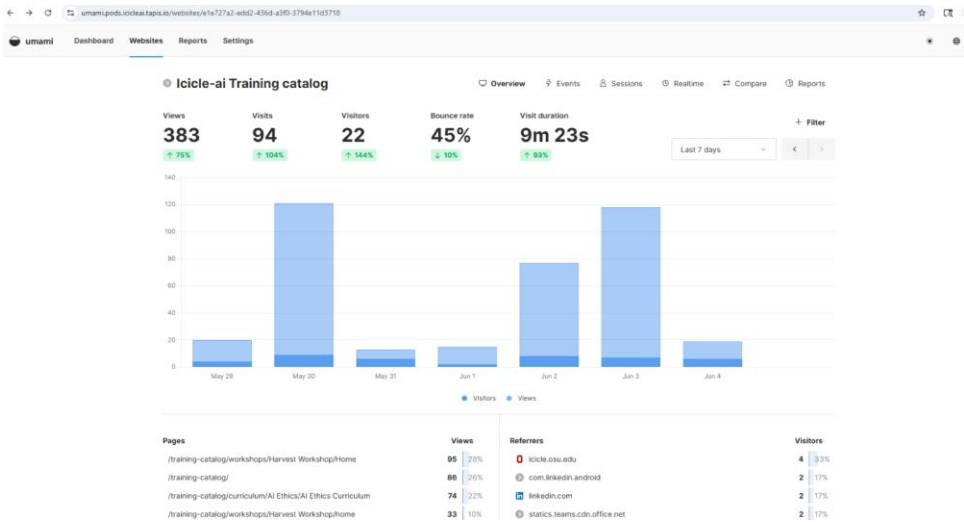 umami.pods.icicleai.tapis.io/websites/e1e727a2-edd2-436d-a3f0-3794e11d3718
umami Dashboard Websites Reports Settings
Icicle-ai Training catalog
Overview Events Sessions Realtime Compare Reports
Views Visits Visitors Bounce rate Visit duration
383 94 22 45% 9m 23s
↑ 75% ↑ 104% ↑ 144% ↓ 10% ↑ 93%
+ Filter
Last 7 days
140
120
100
80
60
40
20
0
May 29 May 30 May 31 Jun 1 Jun 2 Jun 3 Jun 4
Visitors Views
Pages Views
/training-catalog/workshops/Harvest Workshop/Home 95 28%
/training-catalog/ 86 26%
/training-catalog/curriculum/AI Ethics/AI Ethics Curriculum 74 22%
/training-catalog/workshops/Harvest Workshop/home 33 10%
Referrers Visitors
icicle.osu.edu 4 33%
com.linkedin.android 2 17%
linkedin.com 2 17%
statics.teams.cdn.office.net 2 17%